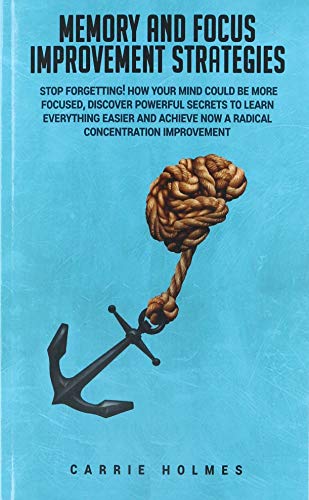 MEMORY AND FOCUS
IMPROVEMENT STRATEGIES
STOP FORGETTING! HOW YOUR MIND COULD BE MORE
FOCUSED, DISCOVER POWERFUL SECRETS TO LEARN
EVERYTHING EASIER AND ACHIEVE NOW A RADICAL
CONCENTRATION IMPROVEMENT
CARRIE HOLMES